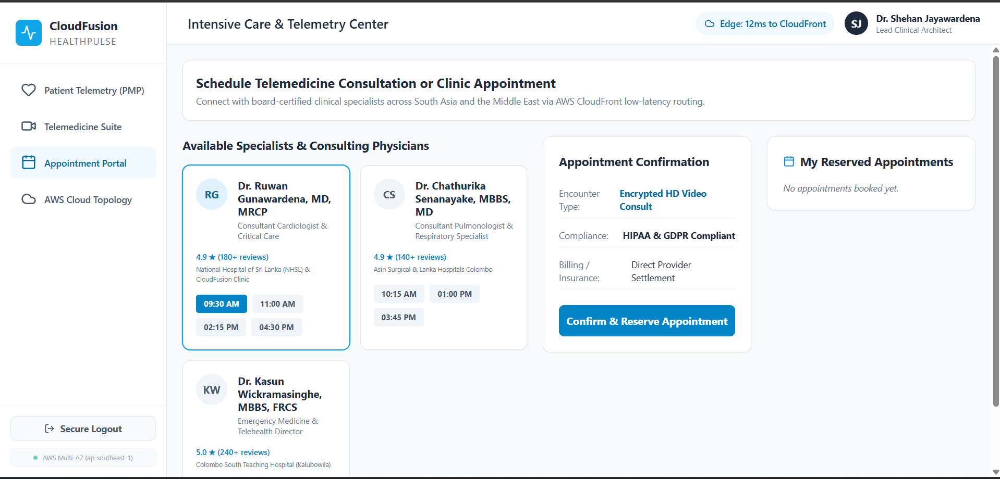 CloudFusion
HEALTHPULSE
Patient Telemetry (PMP)
Telemedicine Suite
Appointment Portal
AWS Cloud Topology
Secure Logout
AWS Multi-AZ (ap-southeast-1)
Intensive Care & Telemetry Center
Edge: 12ms to CloudFront
SJ
Dr. Shehan Jayawardena
Lead Clinical Architect
Schedule Telemedicine Consultation or Clinic Appointment
Connect with board-certified clinical specialists across South Asia and the Middle East via AWS CloudFront low-latency routing.
Available Specialists & Consulting Physicians
RG
Dr. Ruwan
Gunawardena, MD,
MRCP
Consultant Cardiologist &
Critical Care
4.9 ★ (180+ reviews)
National Hospital of Sri Lanka (NHSL) &
CloudFusion Clinic
09:30 AM
11:00 AM
02:15 PM
04:30 PM
CS
Dr. Chathurika
Senanayake, MBBS,
MD
Consultant Pulmonologist &
Respiratory Specialist
4.9 ★ (140+ reviews)
Asiri Surgical & Lanka Hospitals Colombo
10:15 AM
01:00 PM
03:45 PM
KW
Dr. Kasun
Wickramasinghe,
MBBS, FRCS
Emergency Medicine &
Telehealth Director
5.0 ★ (240+ reviews)
Colombo South Teaching Hospital (Kalubowila)
Appointment Confirmation
Encounter
Type:
Encrypted HD Video
Consult
Compliance:
HIPAA & GDPR Compliant
Billing /
Insurance:
Direct Provider
Settlement
Confirm & Reserve Appointment
My Reserved Appointments
No appointments booked yet.